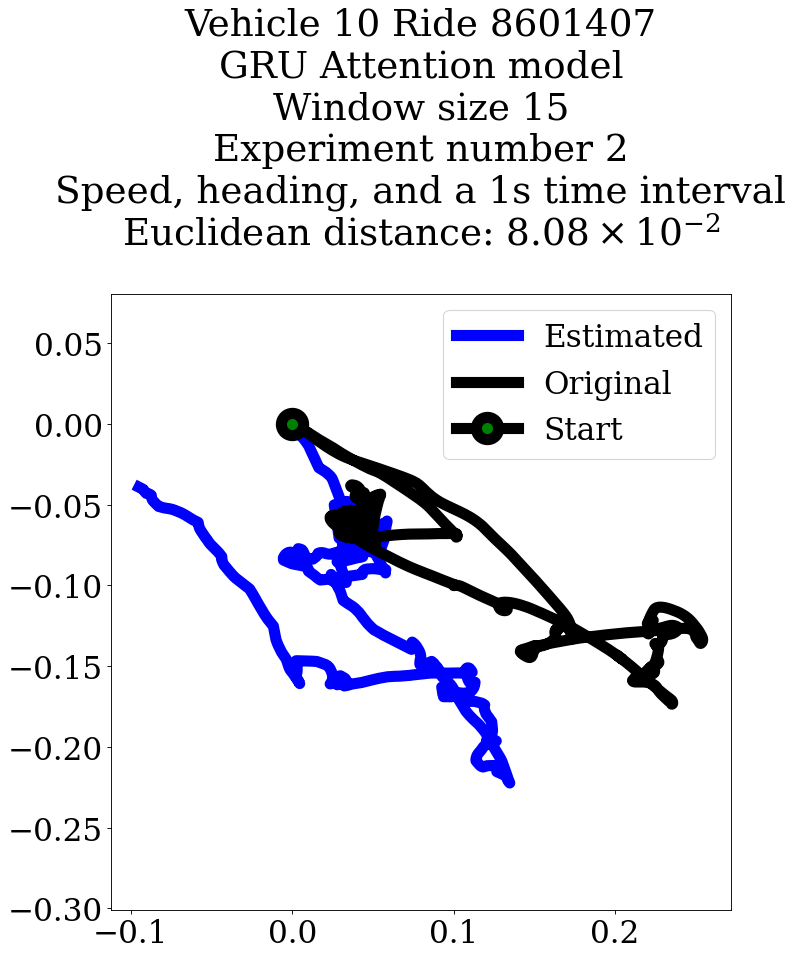 Vehicle 10 Ride 8601407
GRU Attention model
Window size 15
Experiment number 2
Speed, heading, and a 1s time interval
Euclidean distance: 8.08 × 10⁻²
Estimated
Original
Start
0.05
0.00
−0.05
−0.10
−0.15
−0.20
−0.25
−0.30
−0.1
0.0
0.1
0.2